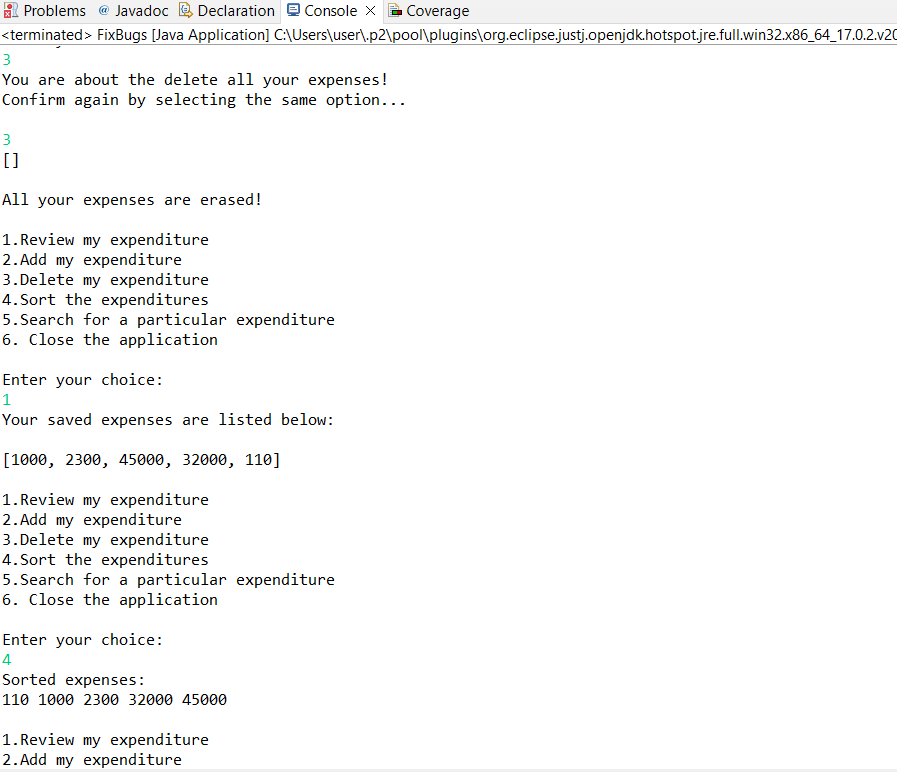 Problems @ Javadoc Declaration Console Coverage
<terminated> FixBugs [Java Application] C:\Users\user\.p2\pool\plugins\org.eclipse.justj.openjdk.hotspot.jre.full.win32.x86_64_17.0.2.v20
3
You are about the delete all your expenses!
Confirm again by selecting the same option...
3
[]
All your expenses are erased!
1.Review my expenditure
2.Add my expenditure
3.Delete my expenditure
4.Sort the expenditures
5.Search for a particular expenditure
6. Close the application
Enter your choice:
1
Your saved expenses are listed below:
[1000, 2300, 45000, 32000, 110]
1.Review my expenditure
2.Add my expenditure
3.Delete my expenditure
4.Sort the expenditures
5.Search for a particular expenditure
6. Close the application
Enter your choice:
4
Sorted expenses:
110 1000 2300 32000 45000
1.Review my expenditure
2.Add my expenditure